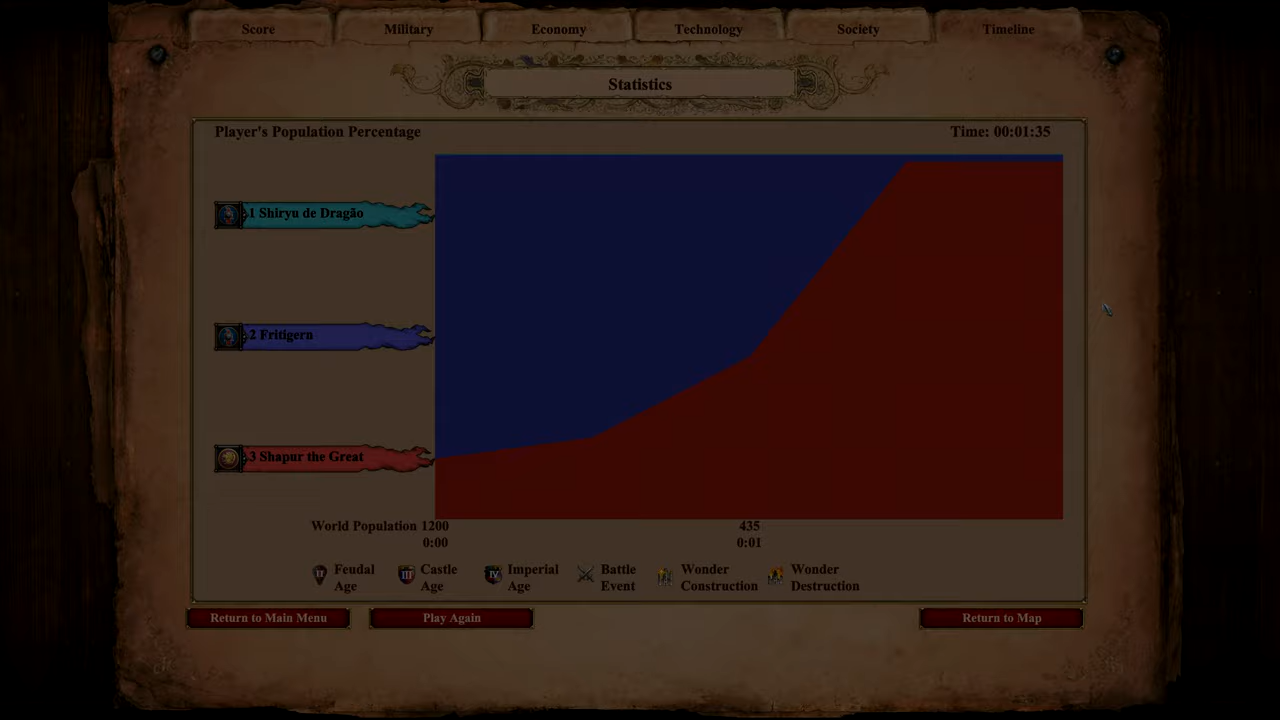 Score
Military
Economy
Technology
Society
Timeline
Statistics
Player's Population Percentage
Time: 00:01:35
1 Shiryu de Dragão
2 Fritigern
3 Shapur the Great
World Population 1200
435
0:00
0:01
Feudal
Age
Castle
Age
Imperial
Age
Battle
Event
Wonder
Construction
Wonder
Destruction
Return to Main Menu
Play Again
Return to Map